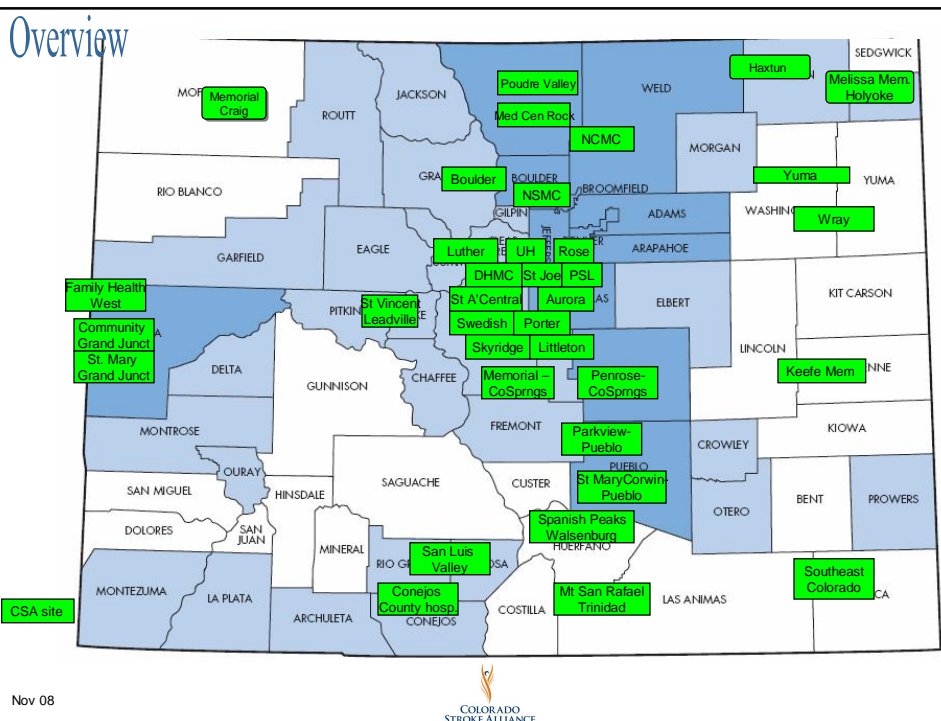 Overview
SEDGWICK
Haxtun
Melissa Mem.
Holyoke
Memorial
Craig
JACKSON
Poudre Valley
WELD
ROUTT
Med Cen Rock
NCMC
MORGAN
RIO BLANCO
Boulder
BOULDER
NSMC
BROOMFIELD
Yuma
YUMA
GILPIN
ADAMS
Wray
GARFIELD
EAGLE
Luther
UH
Rose
ARAPAHOE
DHMC
St Joe
PSL
Family Health
West
St Vincent
Leadville
St A'Central
Aurora
ELBERT
KIT CARSON
Community
Grand Junct
Swedish
Porter
St. Mary
Grand Junct
Skyridge
Littleton
LINCOLN
DELTA
GUNNISON
CHAFFEE
Memorial –
CoSprngs
Penrose-
CoSprngs
Keefe Mem
MONTROSE
FREMONT
Parkview-
Pueblo
CROWLEY
KIOWA
OURAY
PUEBLO
SAN MIGUEL
HINSDALE
SAGUACHE
CUSTER
St MaryCorwin-
Pueblo
OTERO
BENT
PROWERS
DOLORES
SAN
JUAN
MINERAL
Spanish Peaks
Walsenburg
HUERFANO
San Luis
Valley
MONTEZUMA
LA PLATA
ARCHULETA
Conejos
County hosp.
CONEJOS
COSTILLA
Mt San Rafael
Trinidad
LAS ANIMAS
Southeast
Colorado
CSA site
Nov 08
COLORADO
STROKE ALLIANCE